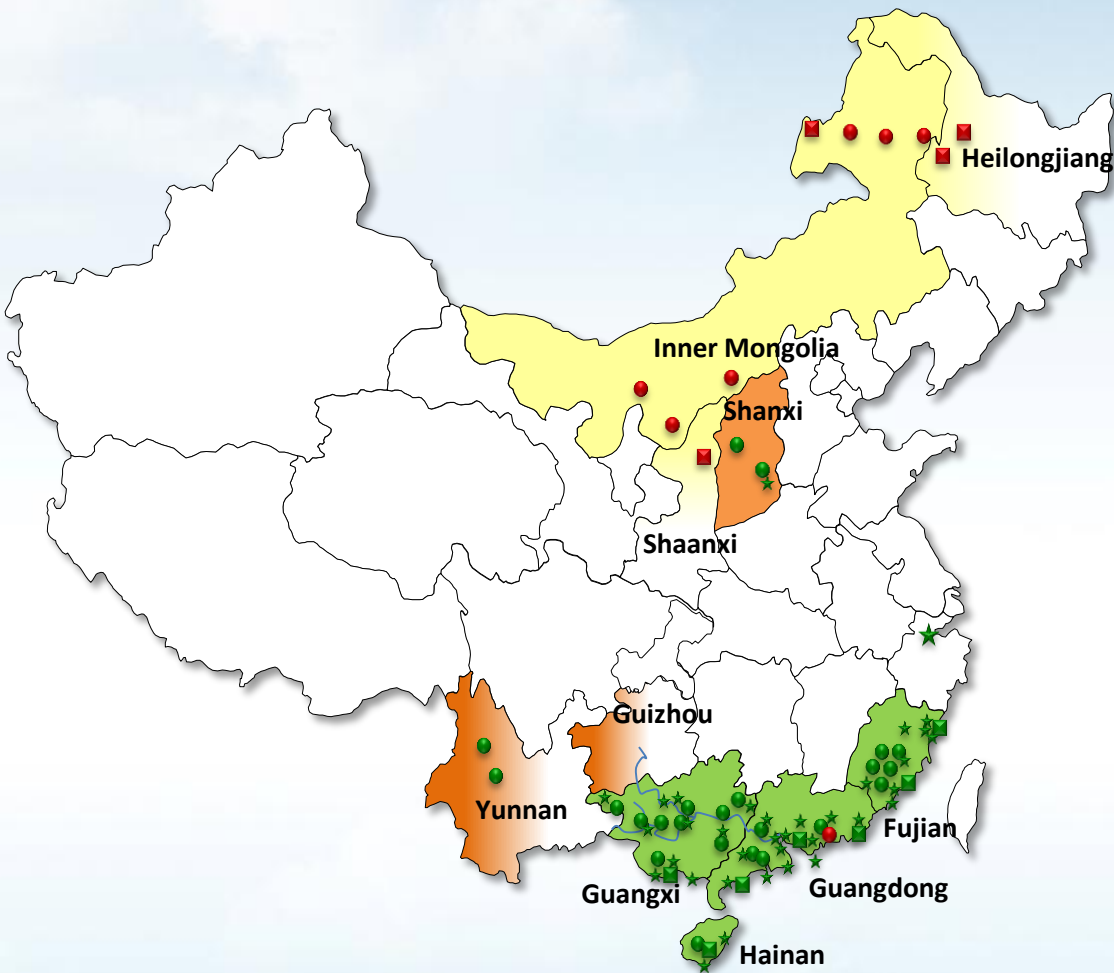 Heilongjiang
Inner Mongolia
Shanxi
Shaanxi
Guizhou
Yunnan
Fujian
Guangxi
Guangdong
Hainan